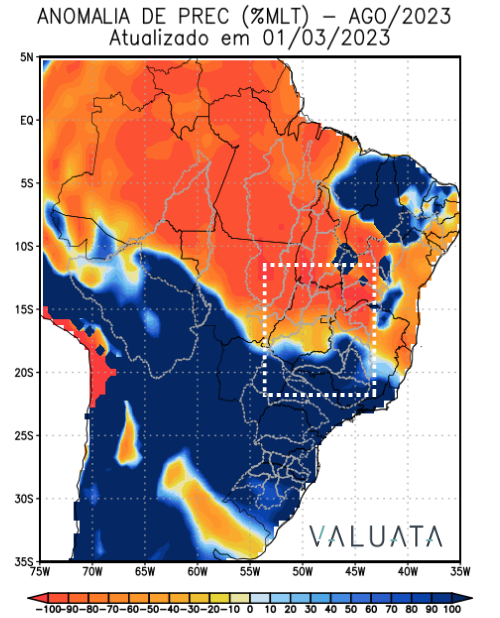 ANOMALIA DE PREC (%MLT) – AGO/2023
Atualizado em 01/03/2023
5N
EQ
5S
10S
15S
20S
25S
30S
35S
VALUATA
75W 70W 65W 60W 55W 50W 45W 40W 35W
-100-90-80-70-60-50-40-30-20-10 0 10 20 30 40 50 60 70 80 90 100